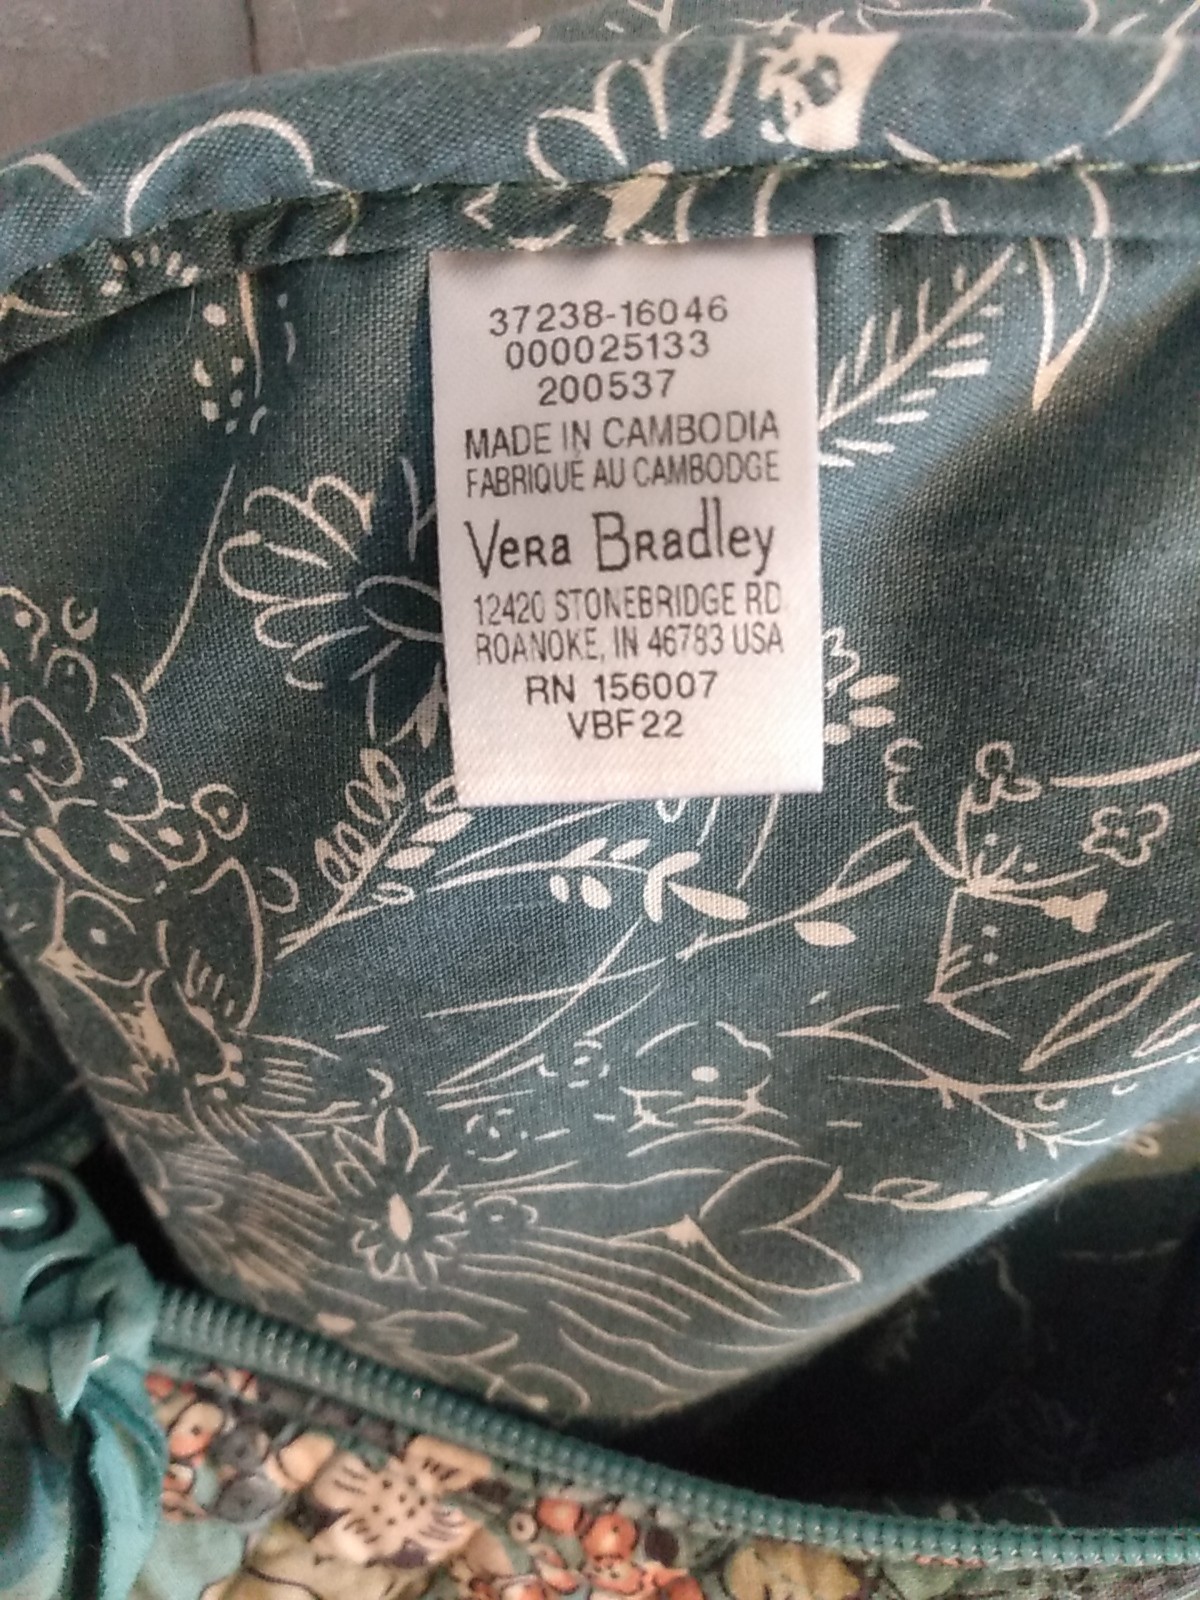 37238-16046
000025133
200537
MADE IN CAMBODIA
FABRIQUÉ AU CAMBODGE
Vera Bradley
12420 STONEBRIDGE RD.
ROANOKE, IN 46783 USA
RN 156007
VBF22